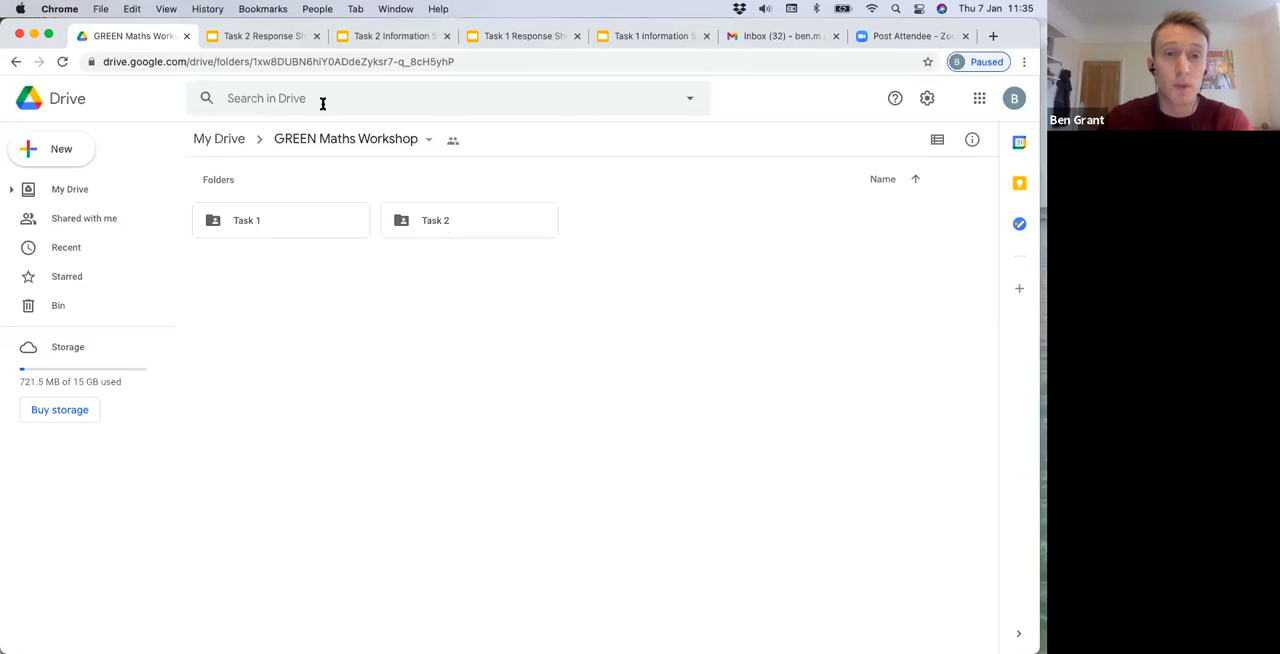 Chrome File Edit View History Bookmarks People Tab Window Help Thu 7 Jan 11:35
GREEN Maths Work Task 2 Response Sh Task 2 Information S Task 1 Response She Task 1 Information S Inbox (32) - ben.m Post Attendee - Zoo
drive.google.com/drive/folders/1xw8DUBN6hiY0ADdeZyksr7-q_8cH5yhP B Paused
Drive Search in Drive B
New
My Drive GREEN Maths Workshop
Folders Name
Task 1 Task 2
My Drive
Shared with me
Recent
Starred
Bin
Storage
721.5 MB of 15 GB used
Buy storage
31
Ben Grant